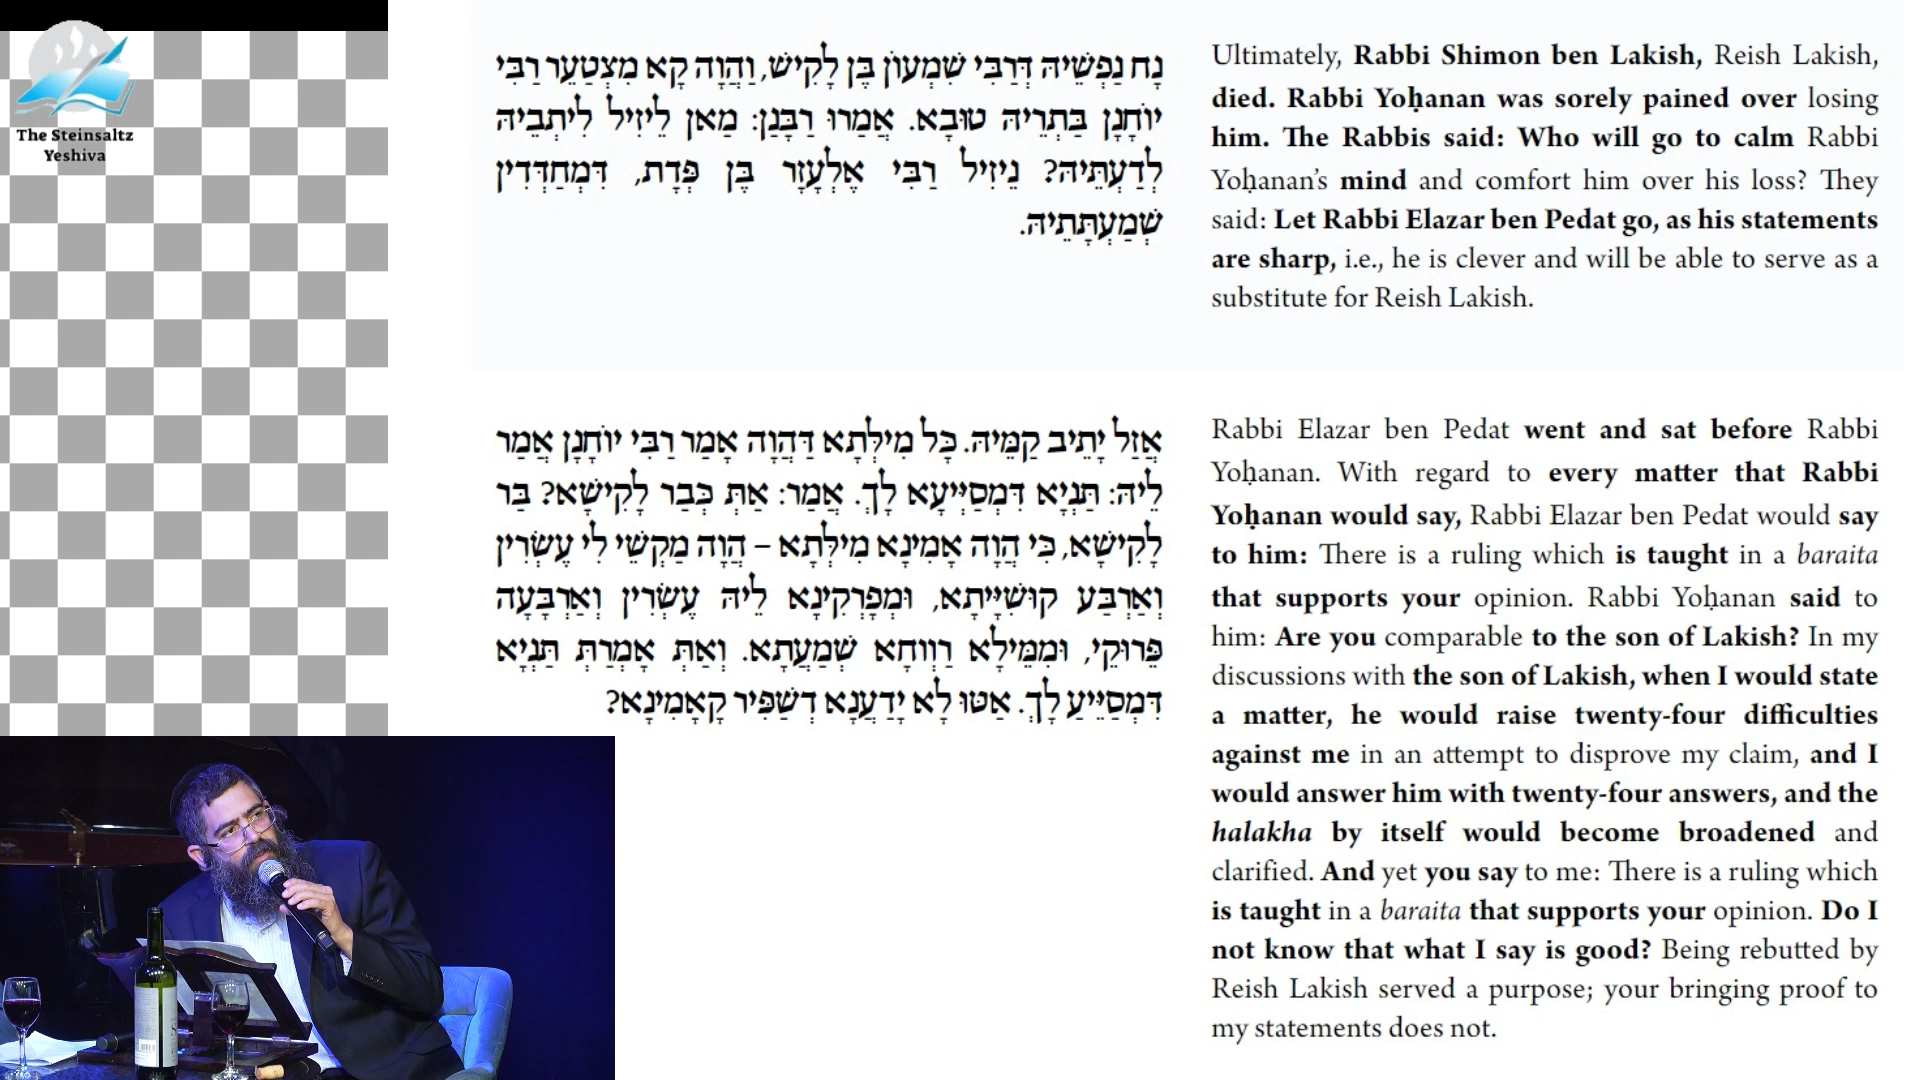 The Steinsaltz
Yeshiva
נָח נַפְשֵׁיהּ דְּרַבִּי שִׁמְעוֹן בֶּן לָקִישׁ, וַהֲוָה קָא מִצְטַעֵר רַבִּי
יוֹחָנָן בַּתְרֵיהּ טוּבָא. אֲמַרוּ רַבָּנַן: מַאן לֵיזִיל לִיתְבֵיהּ
לְדַעְתֵּיהּ? נֵיזִיל רַבִּי אֶלְעָזָר בֶּן פְּדָת, דִּמְחַדְּדִין
שְׁמַעְתָּתֵיהּ.
Ultimately, Rabbi Shimon ben Lakish, Reish Lakish,
died. Rabbi Yoḥanan was sorely pained over losing
him. The Rabbis said: Who will go to calm Rabbi
Yoḥanan’s mind and comfort him over his loss? They
said: Let Rabbi Elazar ben Pedat go, as his statements
are sharp, i.e., he is clever and will be able to serve as a
substitute for Reish Lakish.
אֲזַל יָתֵיב קַמֵּיהּ. כָּל מִילְּתָא דַּהֲוָה אָמַר רַבִּי יוֹחָנָן אֲמַר
לֵיהּ: תַּנְיָא דִּמְסַיְּיעָא לָךְ. אֲמַר: אַתְּ כְּבַר לָקִישָׁא? בַּר
לָקִישָׁא, כִּי הֲוָה אָמֵינָא מִילְּתָא – הֲוָה מַקְשֵׁי לִי עֶשְׂרִין
וְאַרְבַּע קוּשְׁיָיתָא, וּמְפָרֵקְינָא לֵיהּ עֶשְׂרִין וְאַרְבָּעָה
פֵּרוּקֵי, וּמִמֵּילָא רָוְוחָא שְׁמַעְתָּא. וְאַתְּ אָמְרַתְּ תַּנְיָא
דִּמְסַיֵּיעַ לָךְ. אַטּוּ לָא יָדַעְנָא דְּשַׁפִּיר קָאָמֵינָא?
Rabbi Elazar ben Pedat went and sat before Rabbi
Yoḥanan. With regard to every matter that Rabbi
Yoḥanan would say, Rabbi Elazar ben Pedat would say
to him: There is a ruling which is taught in a baraita
that supports your opinion. Rabbi Yoḥanan said to
him: Are you comparable to the son of Lakish? In my
discussions with the son of Lakish, when I would state
a matter, he would raise twenty-four difficulties
against me in an attempt to disprove my claim, and I
would answer him with twenty-four answers, and the
halakha by itself would become broadened and
clarified. And yet you say to me: There is a ruling which
is taught in a baraita that supports your opinion. Do I
not know that what I say is good? Being rebutted by
Reish Lakish served a purpose; your bringing proof to
my statements does not.